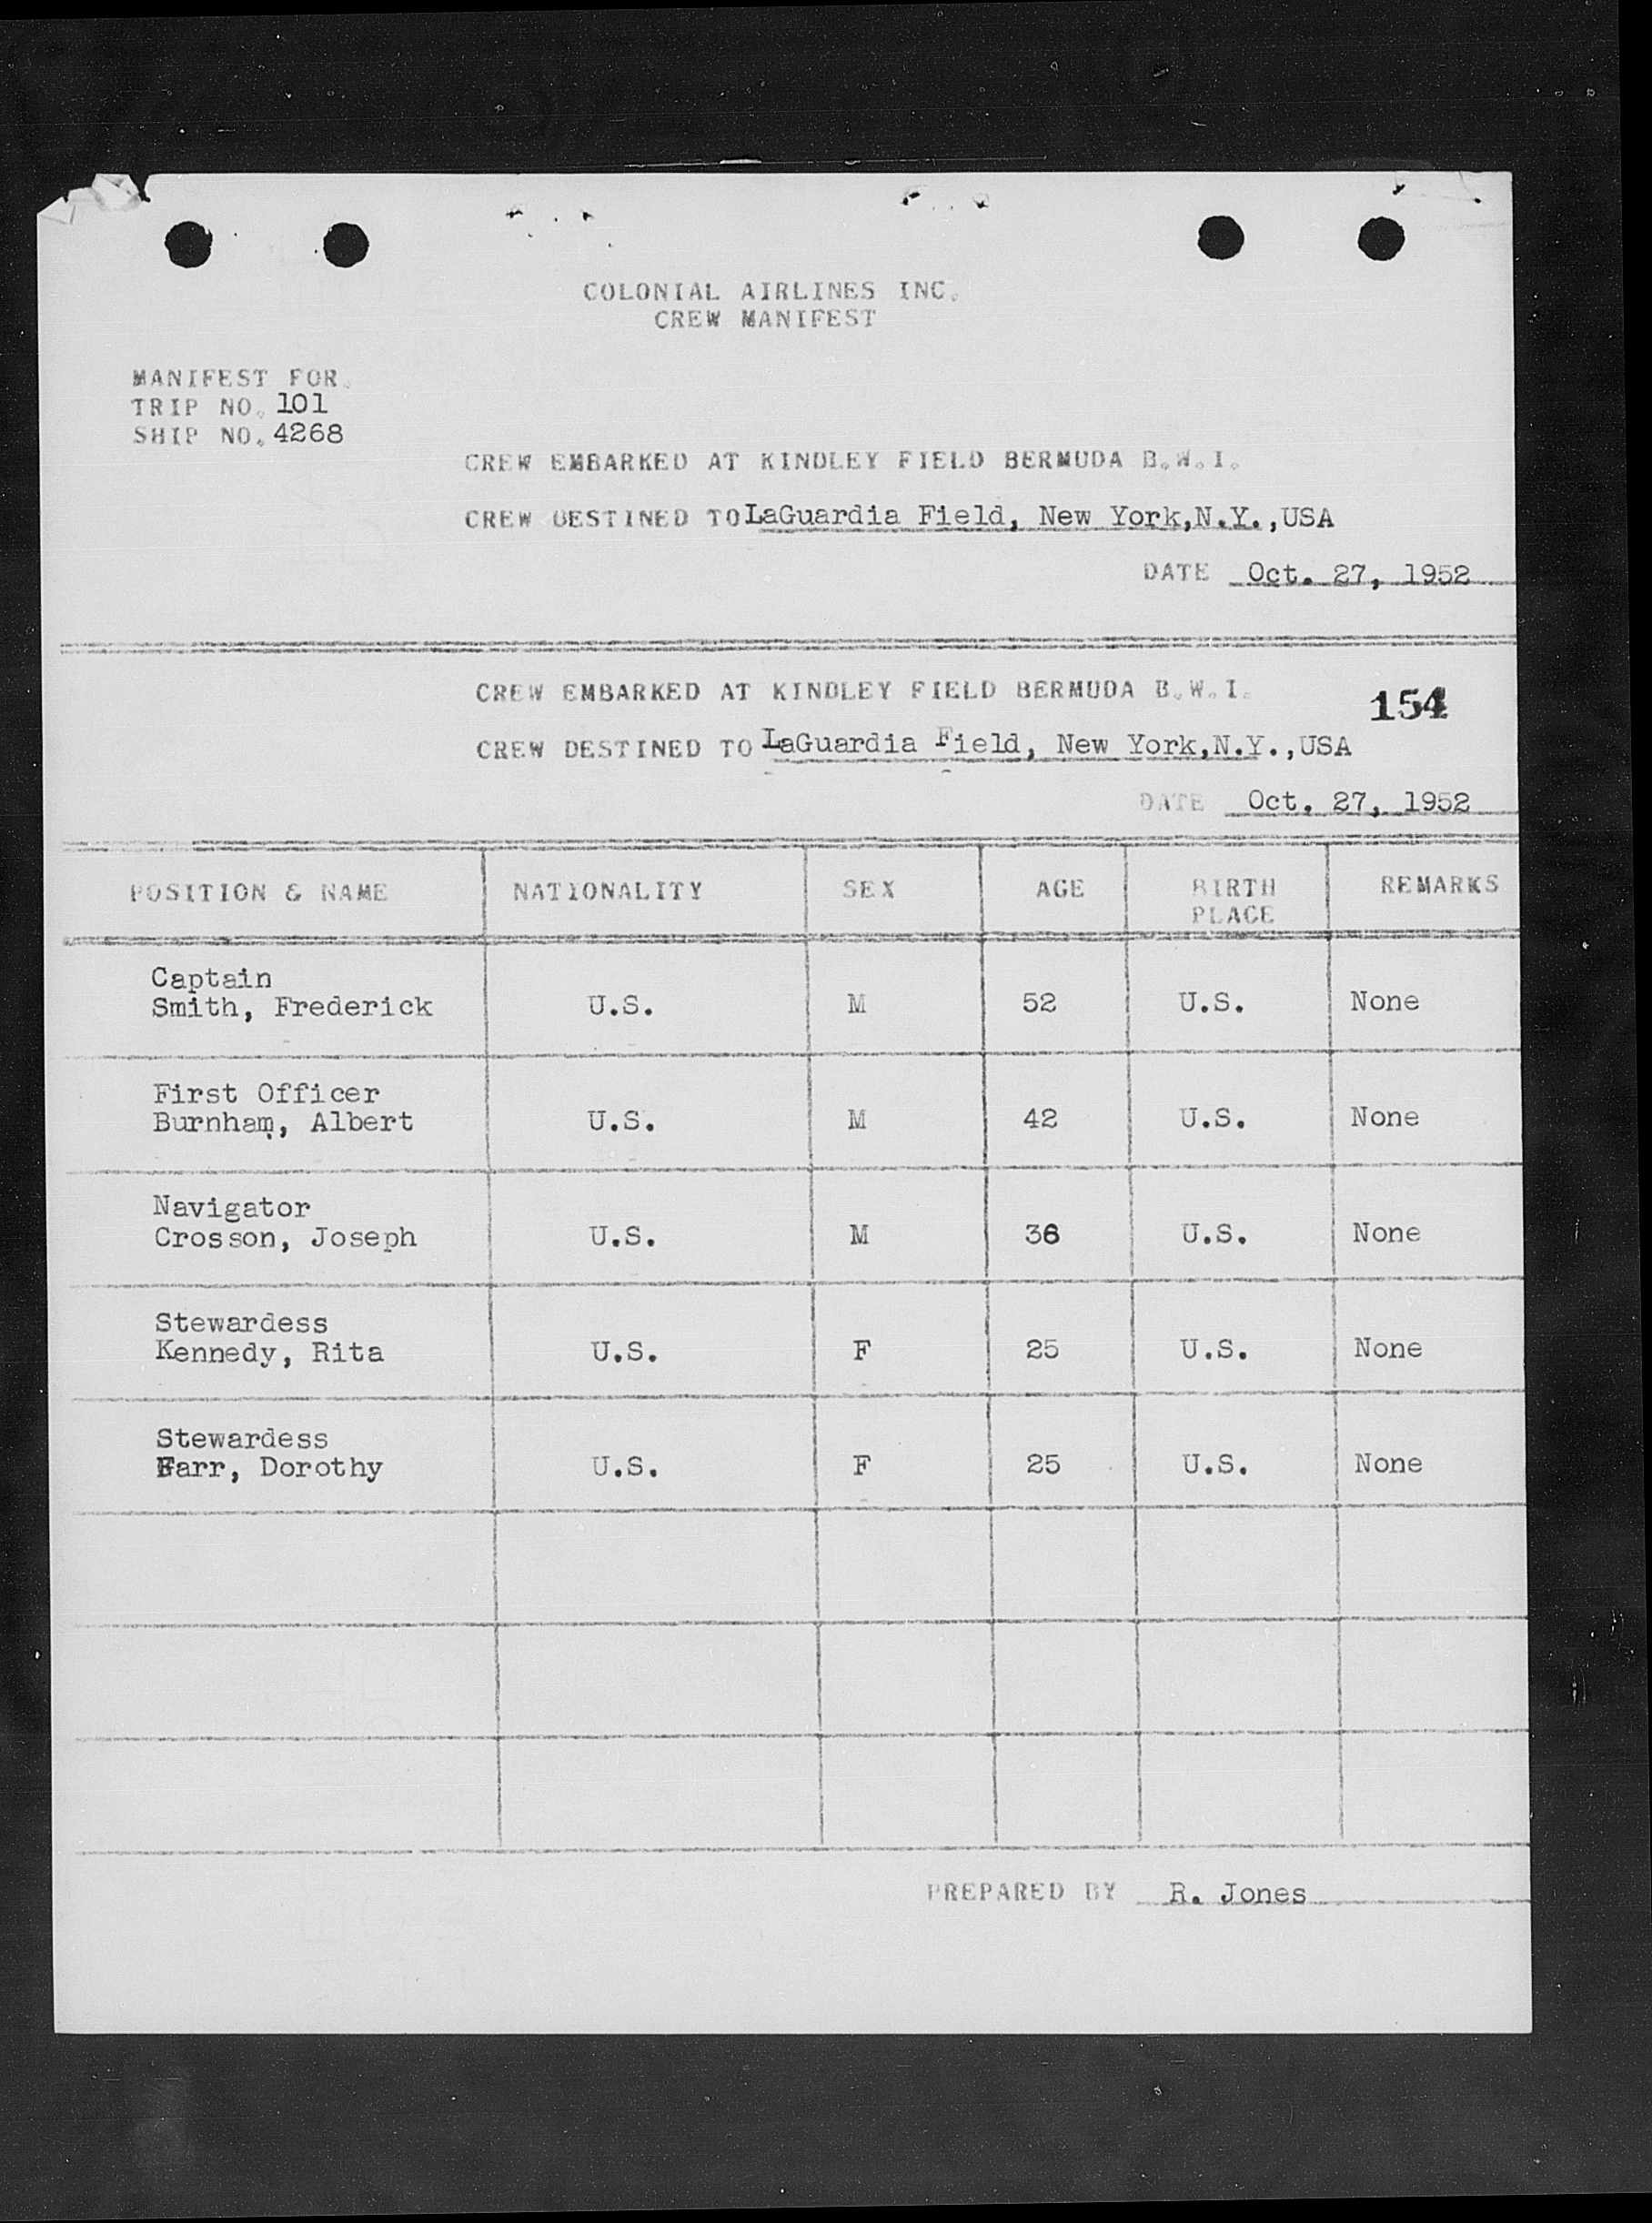 COLONIAL AIRLINES INC.
CREW MANIFEST
MANIFEST FOR.
TRIP NO. 101
SHIP NO. 4268
CREW EMBARKED AT KINDLEY FIELD BERMUDA B.W.I.
CREW DESTINED TO LaGuardia Field, New York,N.Y.,USA
DATE Oct. 27, 1952
CREW EMBARKED AT KINDLEY FIELD BERMUDA B.W.I.
154
CREW DESTINED TO LaGuardia Field, New York,N.Y.,USA
DATE Oct. 27, 1952
POSITION & NAME NATIONALITY SEX AGE BIRTH PLACE REMARKS
Captain
Smith, Frederick U.S. M 52 U.S. None
First Officer
Burnham, Albert U.S. M 42 U.S. None
Navigator
Crosson, Joseph U.S. M 36 U.S. None
Stewardess
Kennedy, Rita U.S. F 25 U.S. None
Stewardess
Farr, Dorothy U.S. F 25 U.S. None
PREPARED BY R. Jones